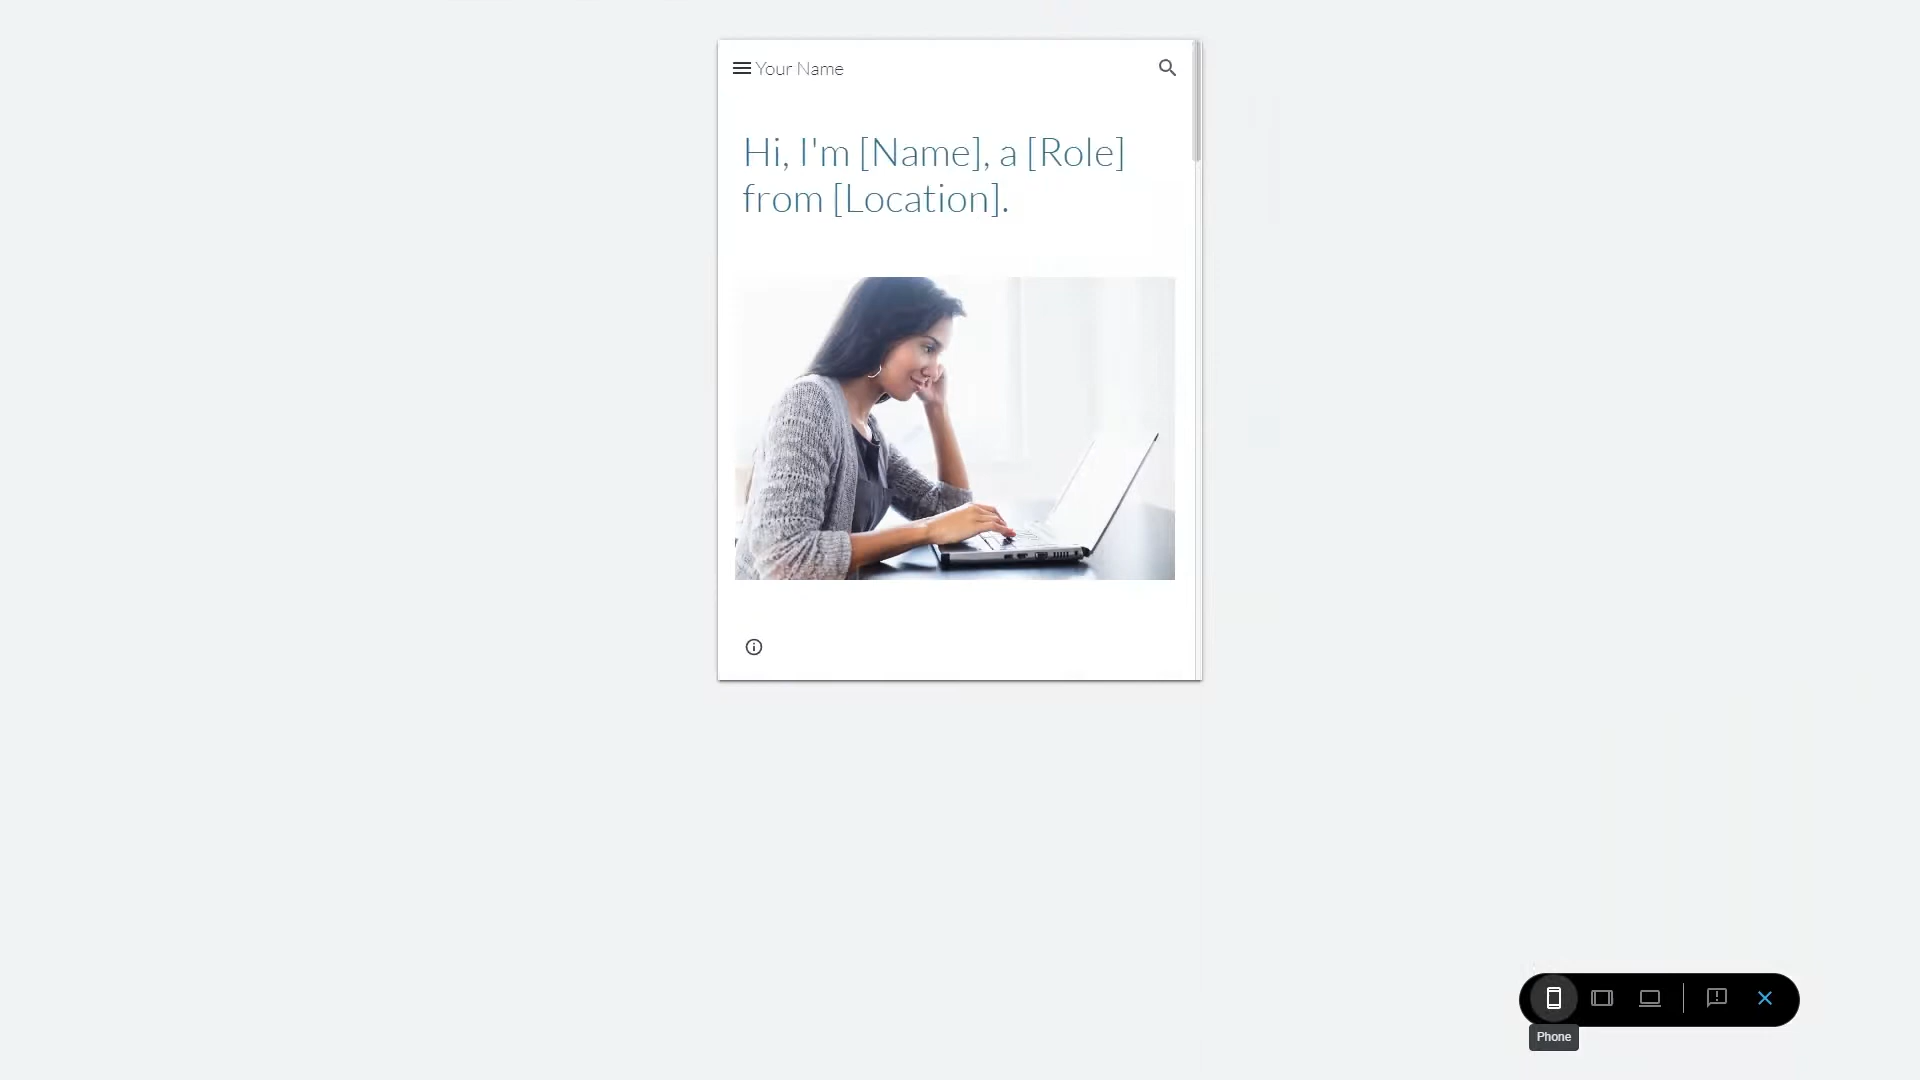 Your Name
Hi, I'm [Name], a [Role]
from [Location].
Phone